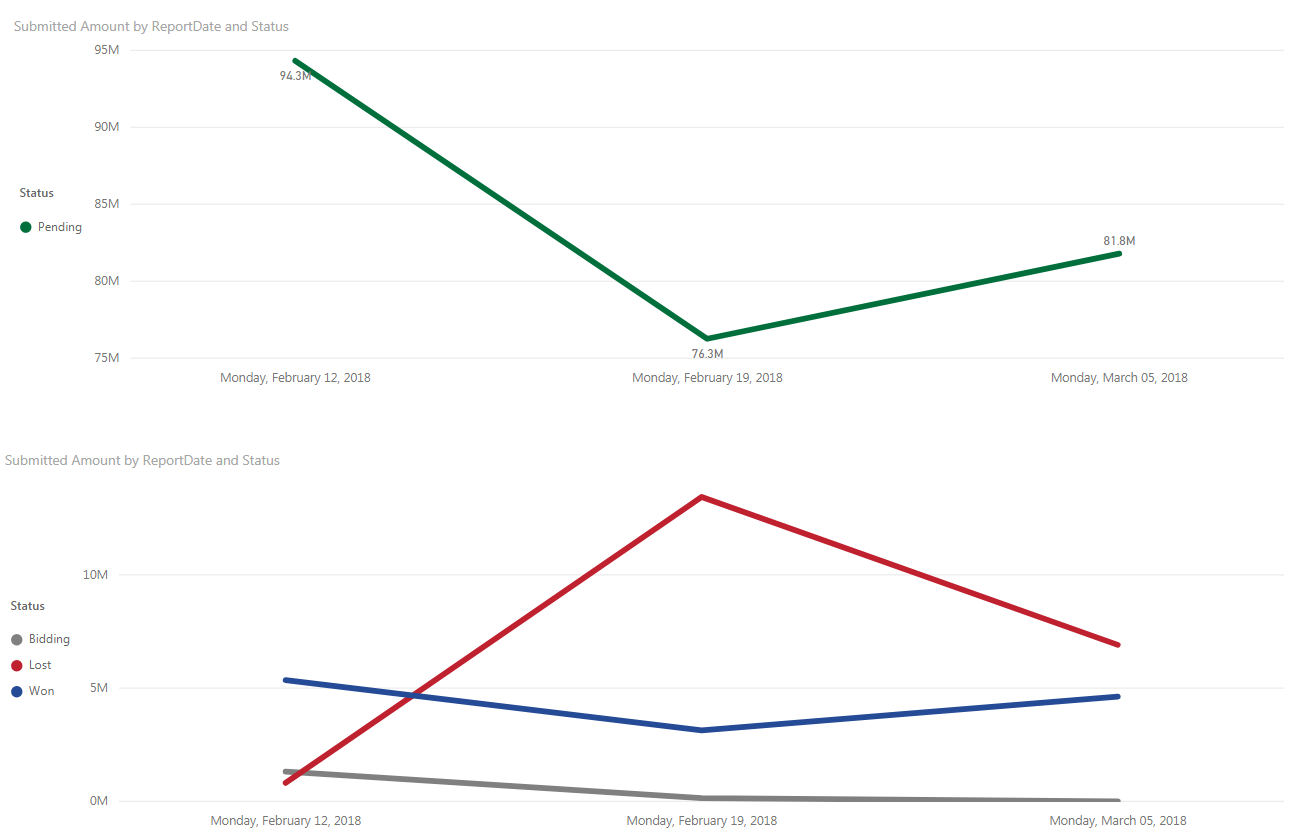 Submitted Amount by ReportDate and Status
95M
94.3M
90M
Status
85M
Pending
81.8M
80M
76.3M
75M
Monday, February 12, 2018 Monday, February 19, 2018 Monday, March 05, 2018
Submitted Amount by ReportDate and Status
10M
Status
Bidding
Lost
5M
Won
0M
Monday, February 12, 2018 Monday, February 19, 2018 Monday, March 05, 2018